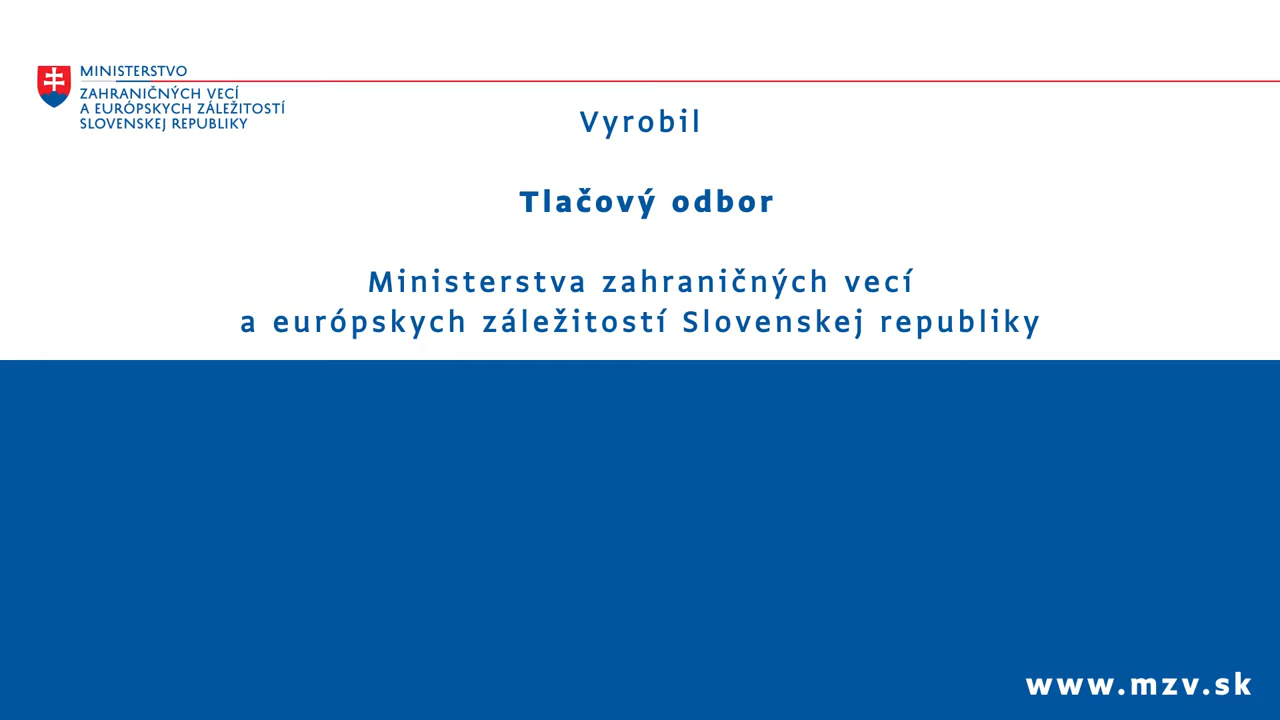 MINISTERSTVO
ZAHRANIČNÝCH VECÍ
A EURÓPSKYCH ZÁLEŽITOSTÍ
SLOVENSKEJ REPUBLIKY
Vyrobil
Tlačový odbor
Ministerstva zahraničných vecí
a európskych záležitostí Slovenskej republiky
www.mzv.sk